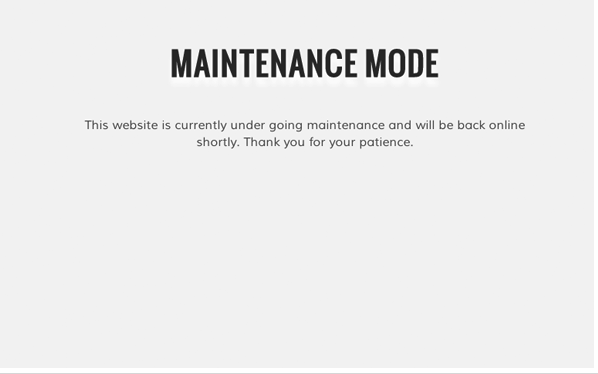 MAINTENANCE MODE
This website is currently under going maintenance and will be back online
shortly. Thank you for your patience.